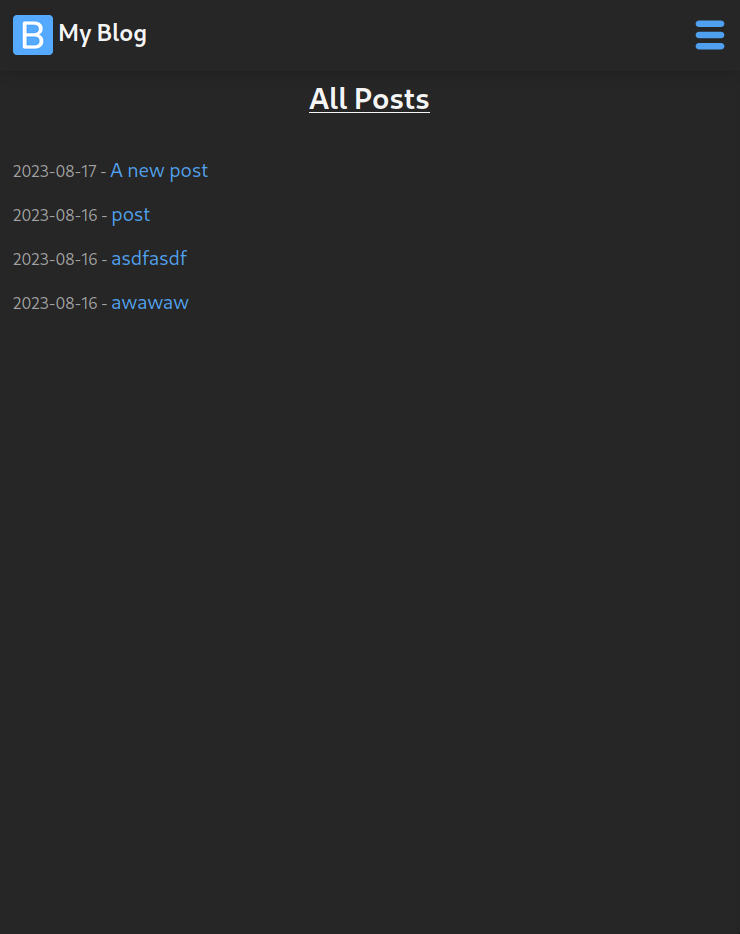 B My Blog
All Posts
2023-08-17 - A new post
2023-08-16 - post
2023-08-16 - asdfasdf
2023-08-16 - awawaw